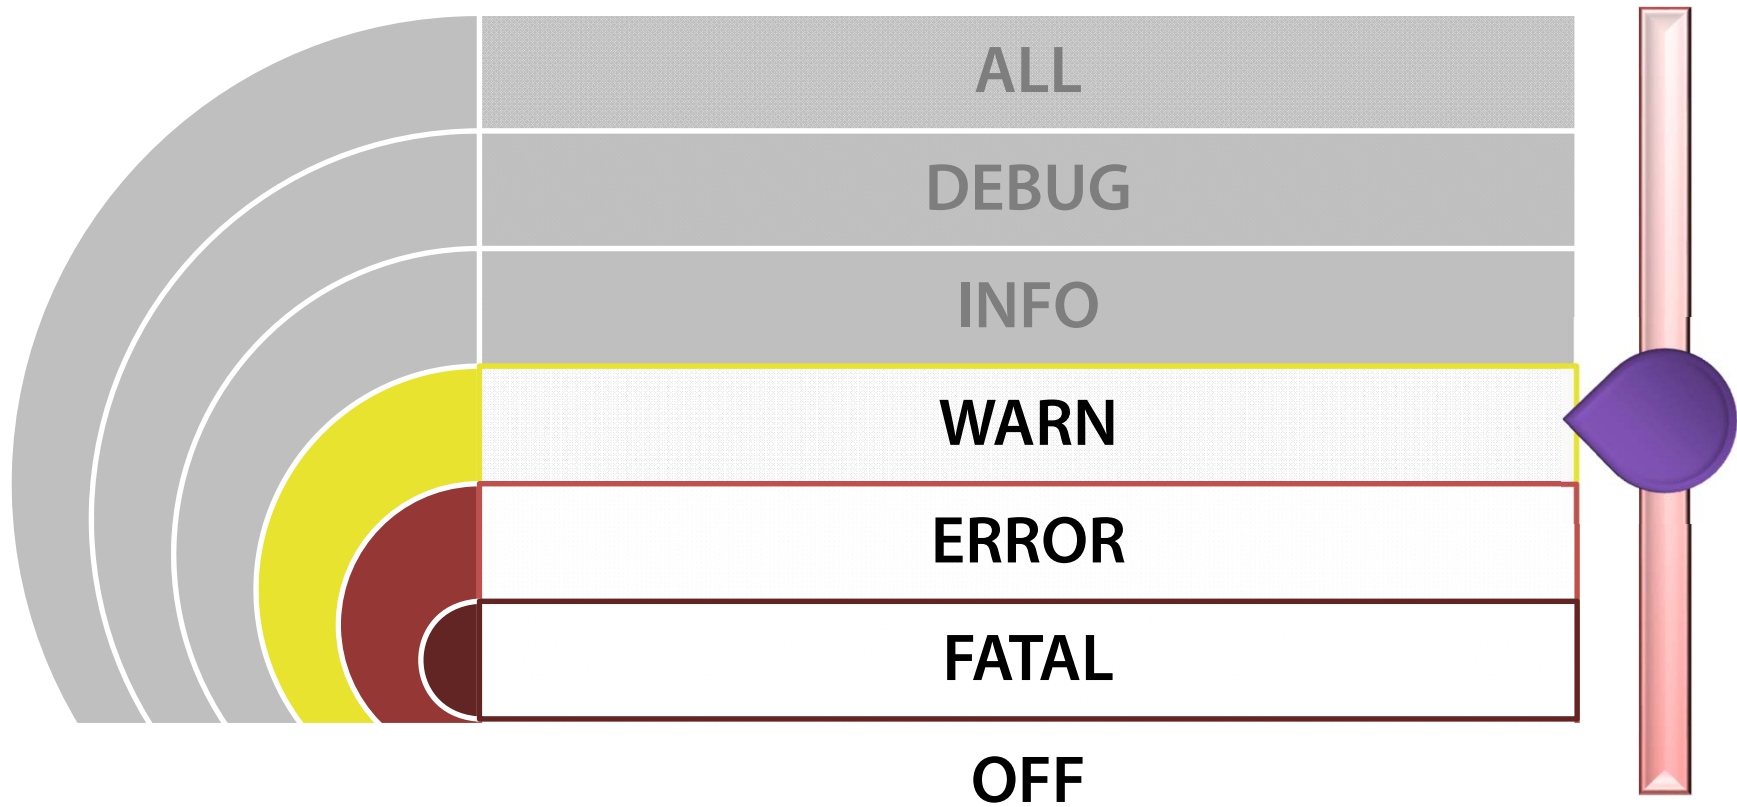 ALL
DEBUG
INFO
WARN
ERROR
FATAL
OFF